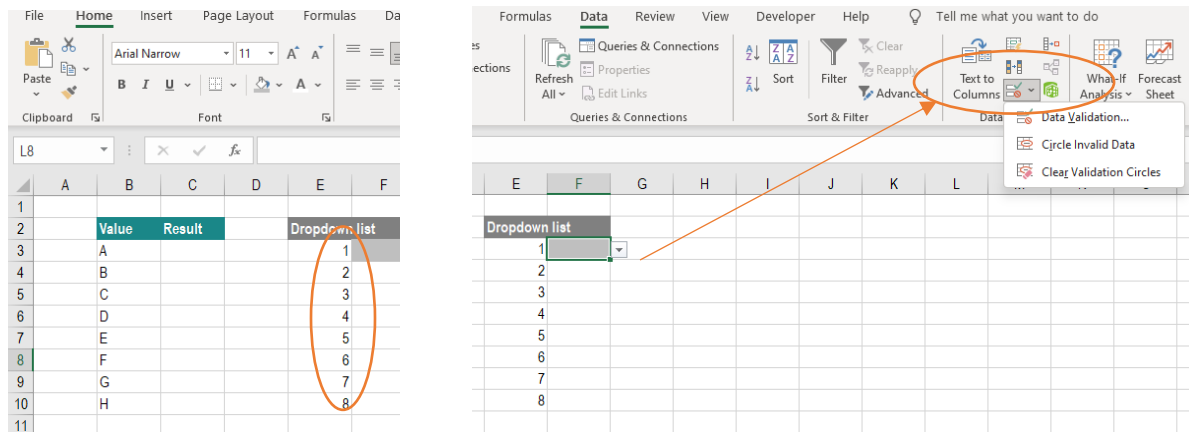 File Home Insert Page Layout Formulas Da
Paste
Arial Narrow 11 A A
B I U A
Clipboard Font
L8 fx
A B C D E F
1
2 Value Result Dropdown list
3 A 1
4 B 2
5 C 3
6 D 4
7 E 5
8 F 6
9 G 7
10 H 8
11
Formulas Data Review View Developer Help Tell me what you want to do
es
ections
Refresh
All
Queries & Connections
Properties
Edit Links
Queries & Connections
Sort
Filter
Clear
Reapply
Advanced
Sort & Filter
Text to
Columns
What-If
Analysis
Forecast
Sheet
Data
Data Validation...
Circle Invalid Data
Clear Validation Circles
E F G H I J K L
Dropdown list
1
2
3
4
5
6
7
8